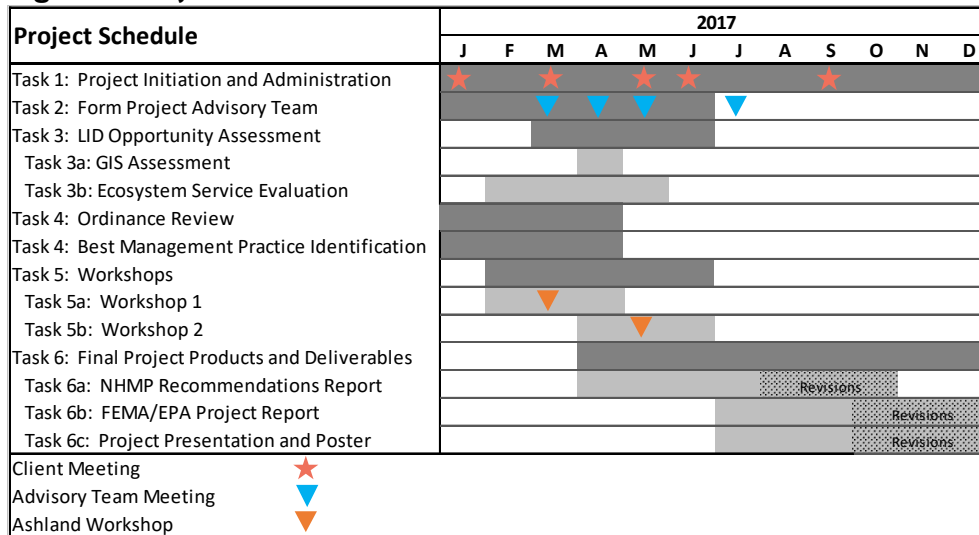 2017
Project Schedule
J F M A M J J A S O N D
Task 1: Project Initiation and Administration
Task 2: Form Project Advisory Team
Task 3: LID Opportunity Assessment
Task 3a: GIS Assessment
Task 3b: Ecosystem Service Evaluation
Task 4: Ordinance Review
Task 4: Best Management Practice Identification
Task 5: Workshops
Task 5a: Workshop 1
Task 5b: Workshop 2
Task 6: Final Project Products and Deliverables
Task 6a: NHMP Recommendations Report Revisions
Task 6b: FEMA/EPA Project Report Revisions
Task 6c: Project Presentation and Poster Revisions
Client Meeting
Advisory Team Meeting
Ashland Workshop